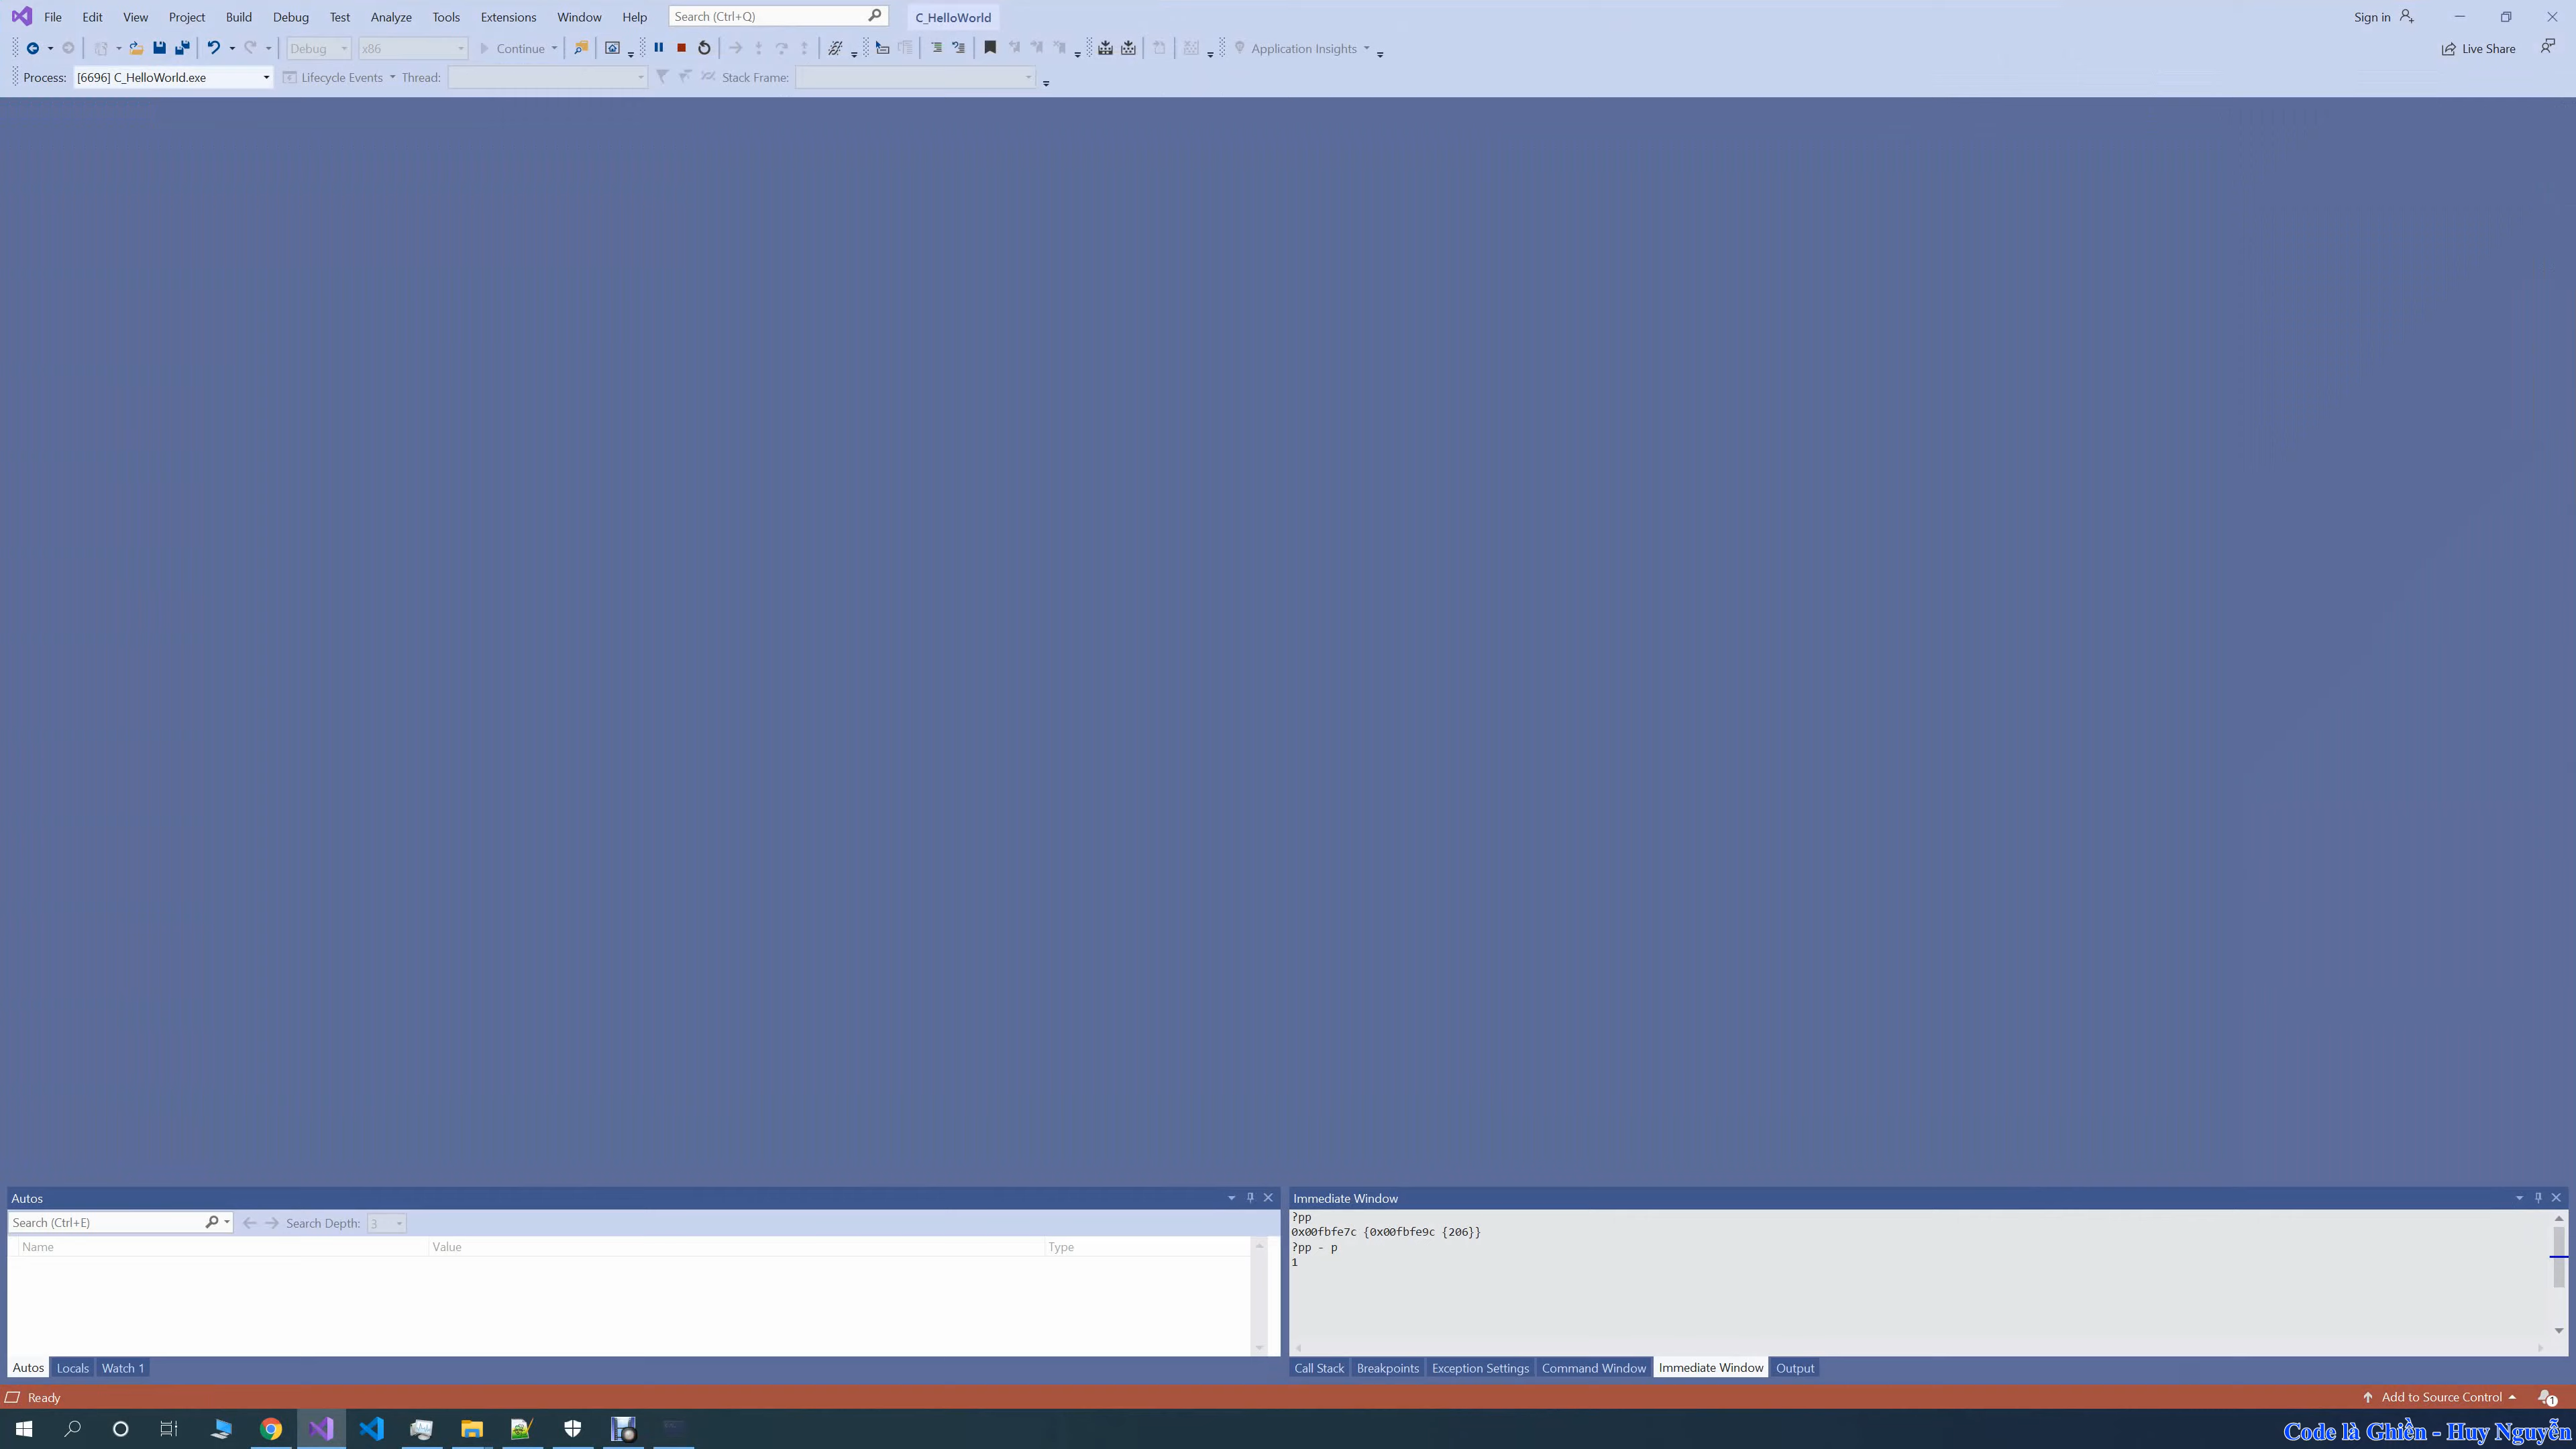 File Edit View Project Build Debug Test Analyze Tools Extensions Window Help Search (Ctrl+Q) C_HelloWorld Sign in
Debug x86 Continue Application Insights Live Share
Process: [6696] C_HelloWorld.exe Lifecycle Events Thread: Stack Frame:
Autos
Search (Ctrl+E) Search Depth: 3
Name Value Type
Autos Locals Watch 1
Immediate Window
?pp
0x00fbfe7c {0x00fbfe9c {206}}
?pp - p
1
Call Stack Breakpoints Exception Settings Command Window Immediate Window Output
Ready Add to Source Control 1
Code là Ghiền - Huy Nguyễn